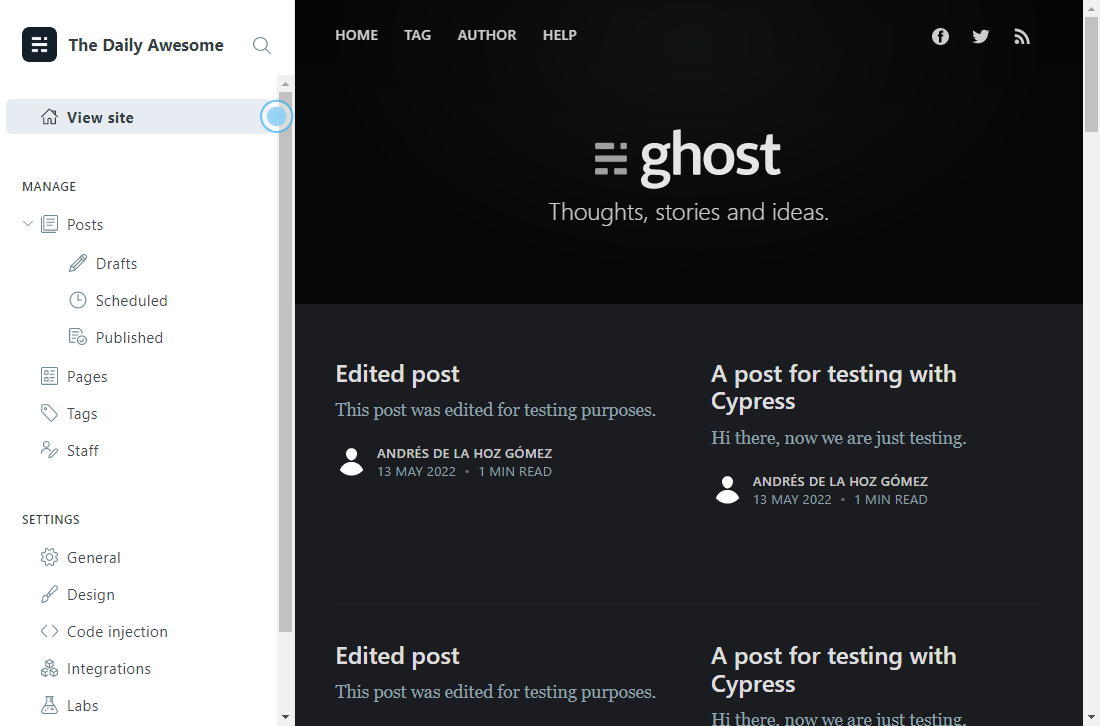 The Daily Awesome
View site
MANAGE
Posts
Drafts
Scheduled
Published
Pages
Tags
Staff
SETTINGS
General
Design
Code injection
Integrations
Labs
HOME TAG AUTHOR HELP
ghost
Thoughts, stories and ideas.
Edited post
This post was edited for testing purposes.
ANDRÉS DE LA HOZ GÓMEZ
13 MAY 2022 • 1 MIN READ
A post for testing with
Cypress
Hi there, now we are just testing.
ANDRÉS DE LA HOZ GÓMEZ
13 MAY 2022 • 1 MIN READ
Edited post
This post was edited for testing purposes.
A post for testing with
Cypress
Hi there, now we are just testing.